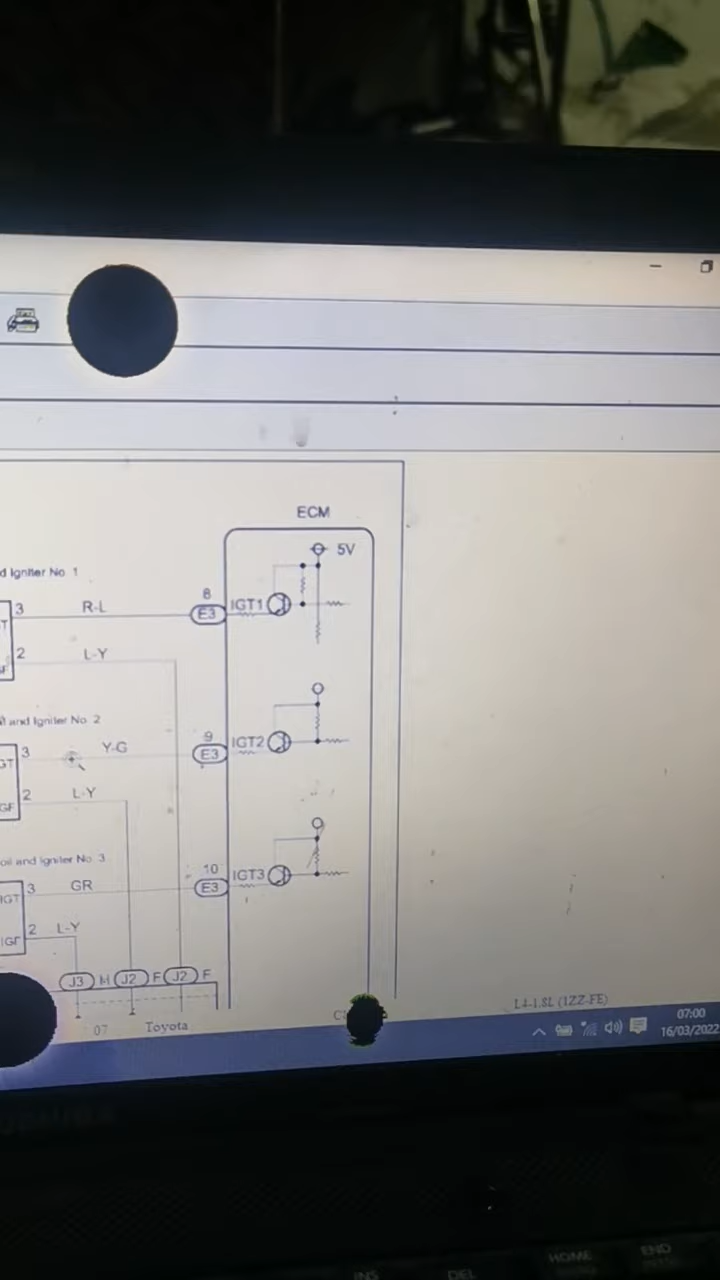 ECM
5V
d Igniter No. 1
8
3 R-L E3 IGT1
2 L-Y
and Igniter No. 2
9
3 Y-G E3 IGT2
GT
2 L-Y
GF
oil and Igniter No. 3
10
3 GR E3 IGT3
IGT
2 L-Y
IGF
J3 M J2 F J2 F
07 Toyota
L4-1.8L (1ZZ-FE)
07:00
16/03/2022
INS DEL HOME END